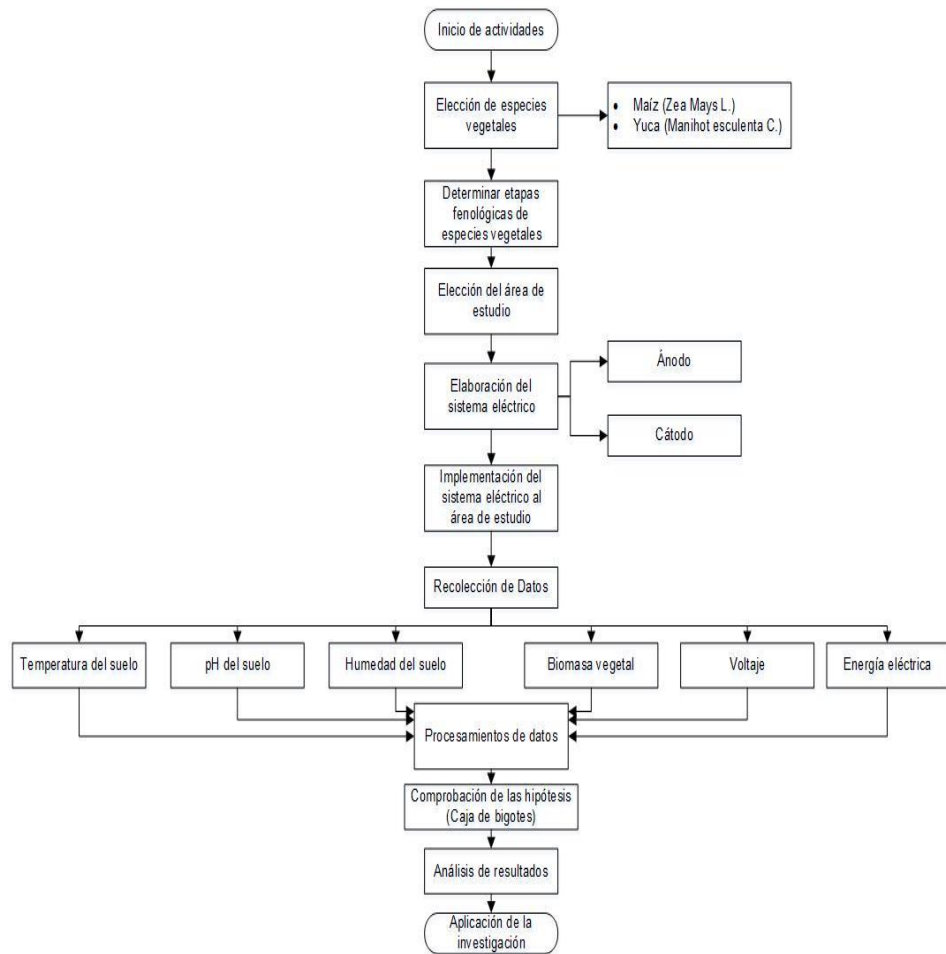 Inicio de actividades
Elección de especies
vegetales
• Maíz (Zea Mays L.)
• Yuca (Manihot esculenta C.)
Determinar etapas
fenológicas de
especies vegetales
Elección del área de
estudio
Elaboración del
sistema eléctrico
Ánodo
Cátodo
Implementación del
sistema eléctrico al
área de estudio
Recolección de Datos
Temperatura del suelo
pH del suelo
Humedad del suelo
Biomasa vegetal
Voltaje
Energía eléctrica
Procesamientos de datos
Comprobación de las hipótesis
(Caja de bigotes)
Análisis de resultados
Aplicación de la
investigación